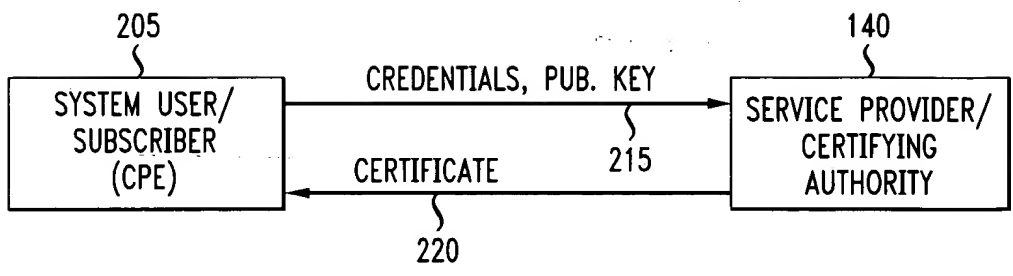 205
140
SYSTEM USER/
SUBSCRIBER
(CPE)
CREDENTIALS, PUB. KEY
215
CERTIFICATE
220
SERVICE PROVIDER/
CERTIFYING
AUTHORITY